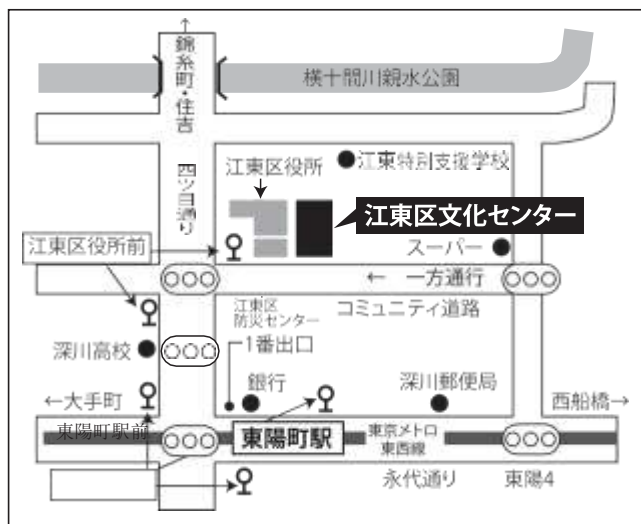 ↑
錦糸町・住吉
横十間川親水公園
四ツ目通り
江東区役所
江東特別支援学校
江東区文化センター
江東区役所前
スーパー
← 一方通行
コミュニティ道路
江東区
防災センター
1番出口
深川高校
銀行
深川郵便局
←大手町
西船橋→
東陽町駅前
東陽町駅
東京メトロ
東西線
永代通り
東陽4